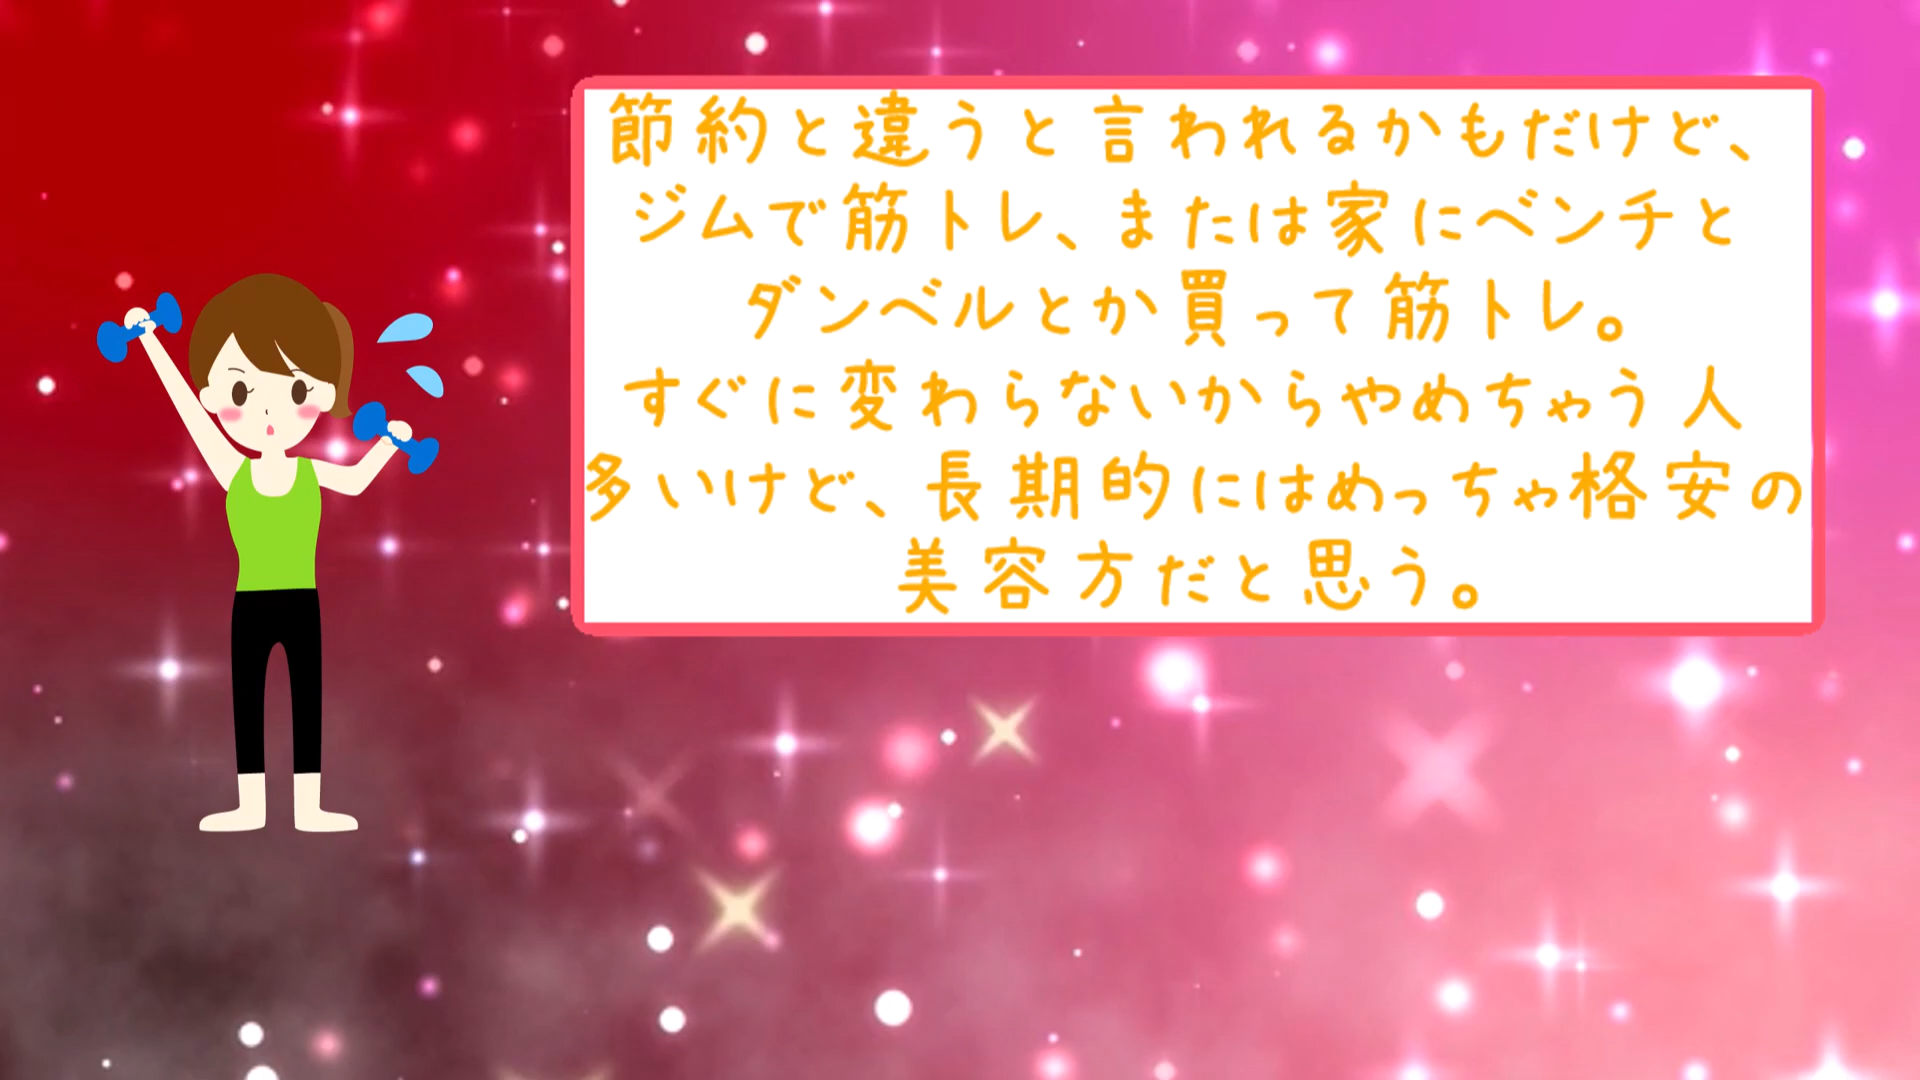 節約と違うと言われるかもだけど、
ジムで筋トレ、または家にベンチと
ダンベルとか買って筋トレ。
すぐに変わらないからやめちゃう人
多いけど、長期的にはめっちゃ格安の
美容方だと思う。